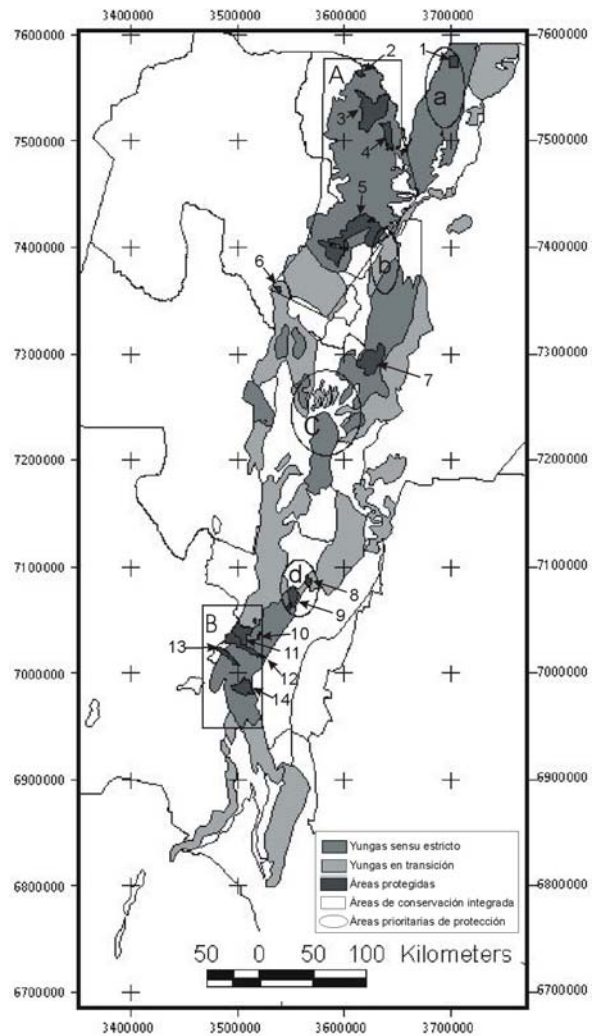 3400000 3500000 3600000 3700000
7600000 7600000
7500000 7500000
7400000 7400000
7300000 7300000
7200000 7200000
7100000 7100000
7000000 7000000
6900000 6900000
6800000 6800000
6700000 6700000
A
2
1
a
3
4
5
b
6
7
C
d
8
9
B
10
13
11
12
14
Yungas sensu estricto
Yungas en transición
Áreas protegidas
Áreas de conservación integrada
Áreas prioritarias de protección
50 0 50 100 Kilometers
3400000 3500000 3600000 3700000